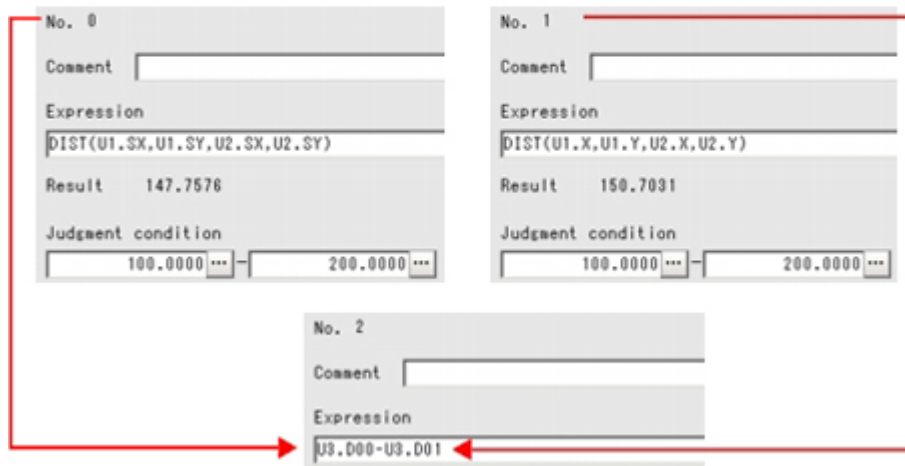 No. 0
Comment
Expression
DIST(U1.SX,U1.SY,U2.SX,U2.SY)
Result 147.7576
Judgment condition
100.0000 ... - 200.0000 ...
No. 1
Comment
Expression
DIST(U1.X,U1.Y,U2.X,U2.Y)
Result 150.7031
Judgment condition
100.0000 ... - 200.0000 ...
No. 2
Comment
Expression
U3.D00-U3.D01